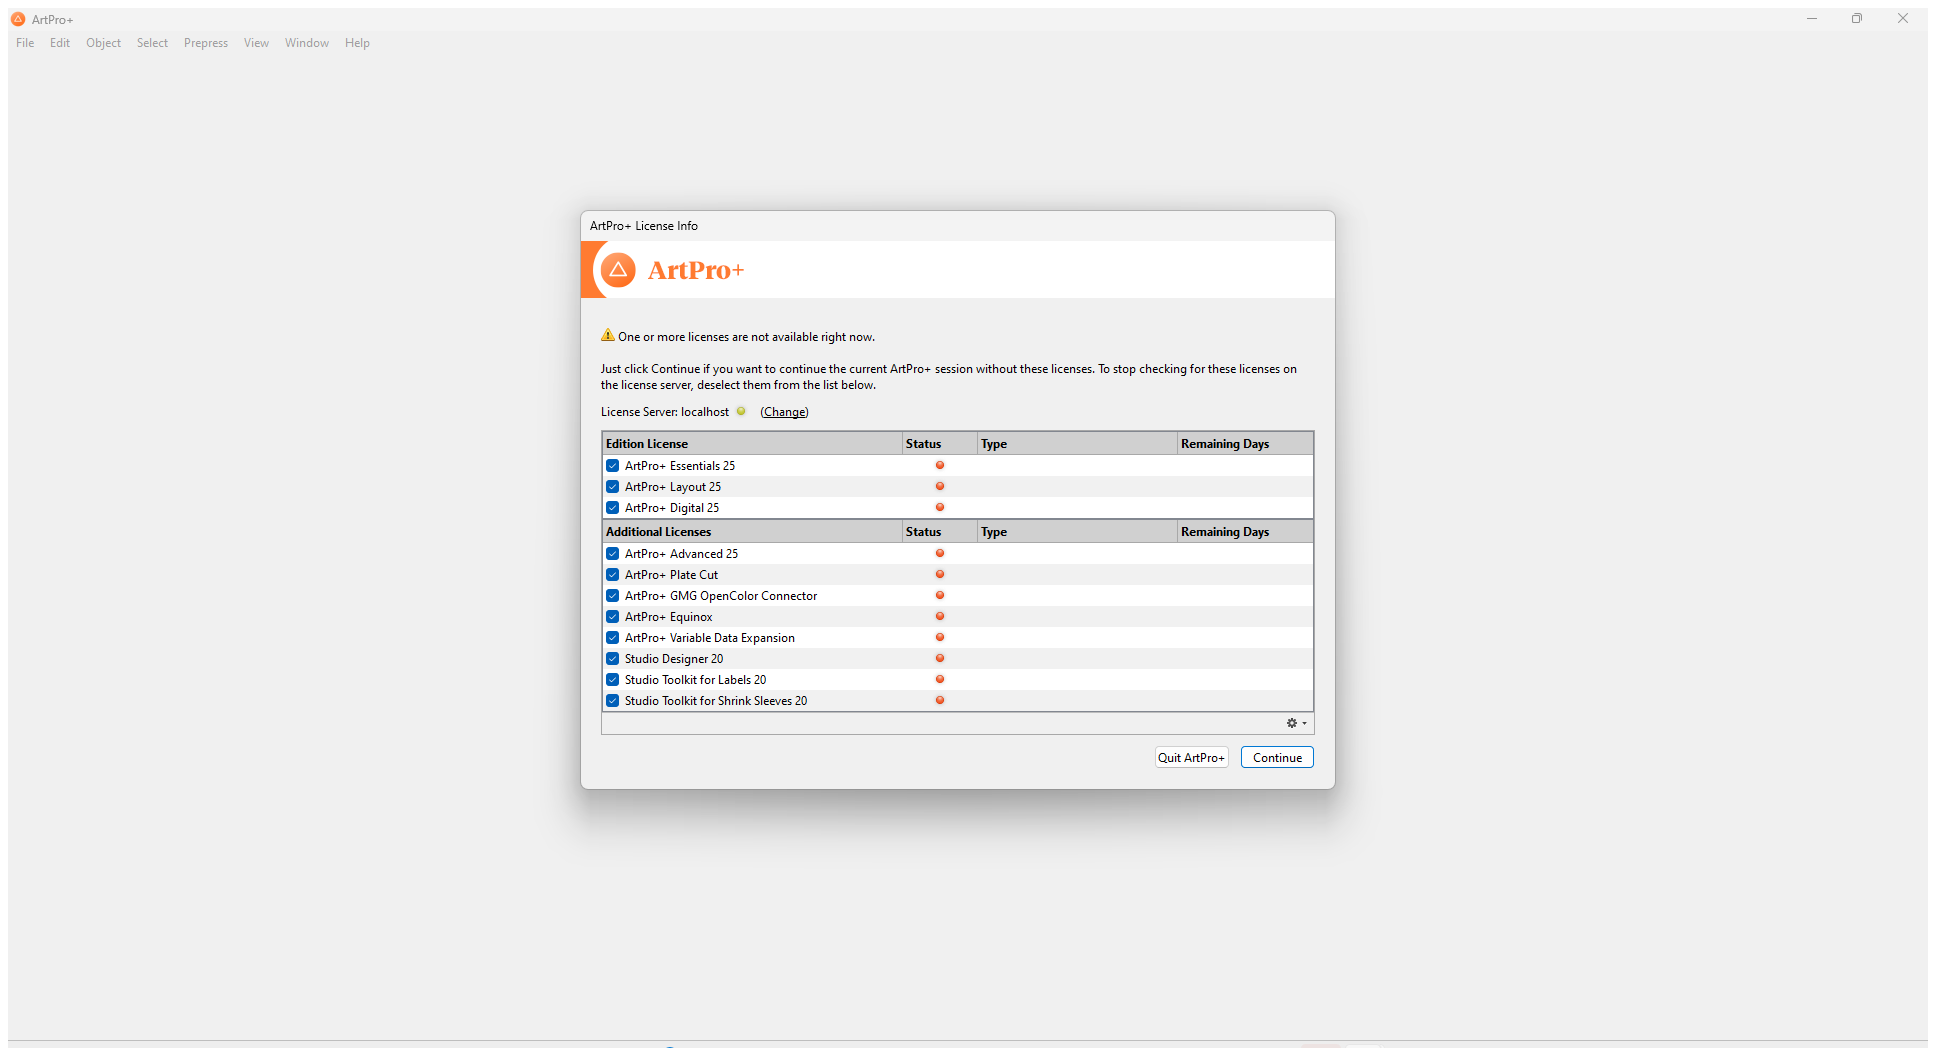 ArtPro+
File Edit Object Select Prepress View Window Help
ArtPro+ License Info
ArtPro+
One or more licenses are not available right now.
Just click Continue if you want to continue the current ArtPro+ session without these licenses. To stop checking for these licenses on
the license server, deselect them from the list below.
License Server: localhost (Change)
Edition License Status Type Remaining Days
ArtPro+ Essentials 25
ArtPro+ Layout 25
ArtPro+ Digital 25
Additional Licenses Status Type Remaining Days
ArtPro+ Advanced 25
ArtPro+ Plate Cut
ArtPro+ GMG OpenColor Connector
ArtPro+ Equinox
ArtPro+ Variable Data Expansion
Studio Designer 20
Studio Toolkit for Labels 20
Studio Toolkit for Shrink Sleeves 20
Quit ArtPro+ Continue